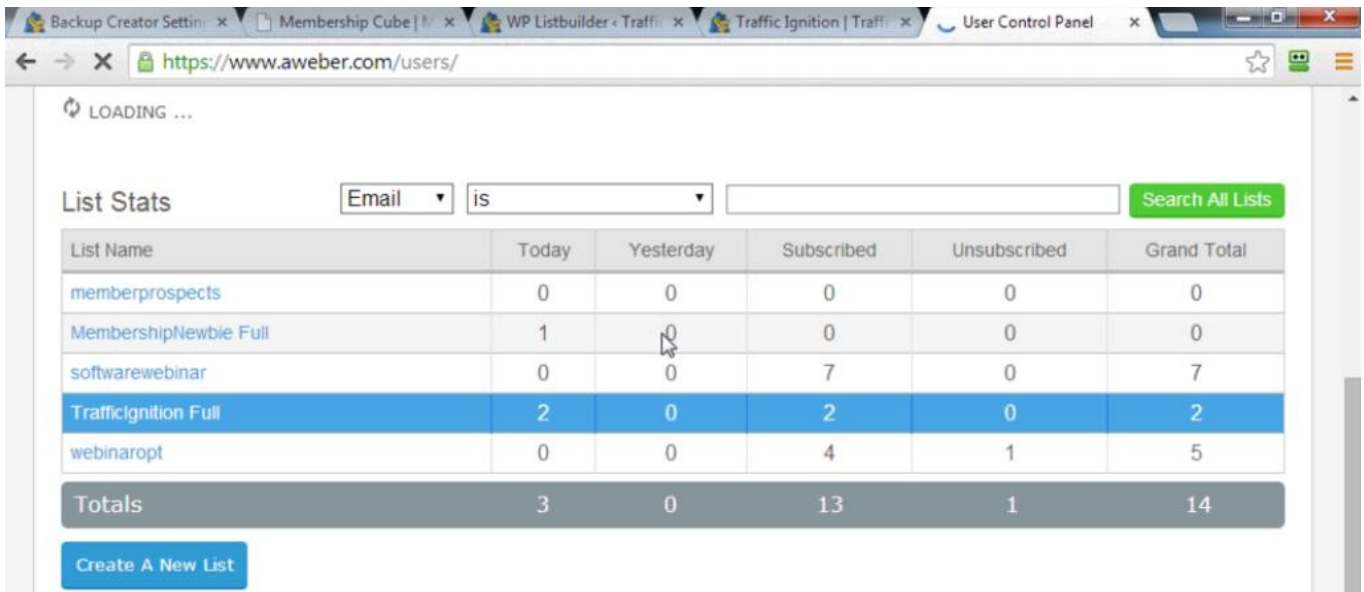 Backup Creator Settin
Membership Cube | M
WP Listbuilder ‹ Traffi
Traffic Ignition | Traffi
User Control Panel
https://www.aweber.com/users/
LOADING ...
List Stats Email is Search All Lists
List Name Today Yesterday Subscribed Unsubscribed Grand Total
memberprospects 0 0 0 0 0
MembershipNewbie Full 1 0 0 0 0
softwarewebinar 0 0 7 0 7
TrafficIgnition Full 2 0 2 0 2
webinaropt 0 0 4 1 5
Totals 3 0 13 1 14
Create A New List